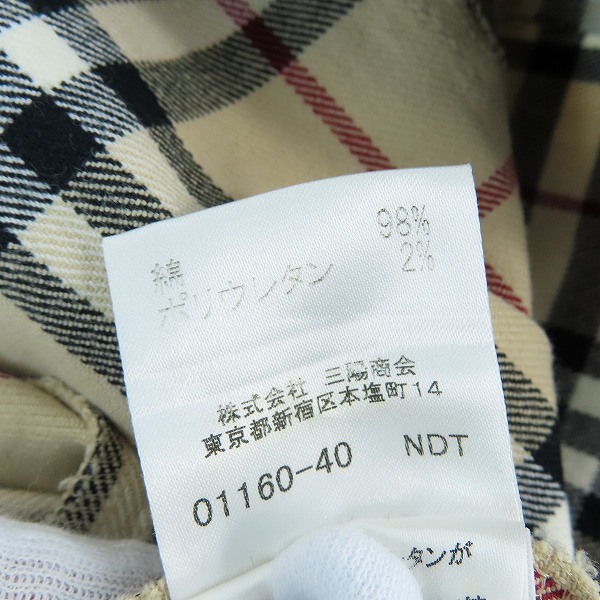 綿 98%
ポリウレタン 2%
株式会社 三陽商会
東京都新宿区本塩町14
01160-40 NDT
タンが